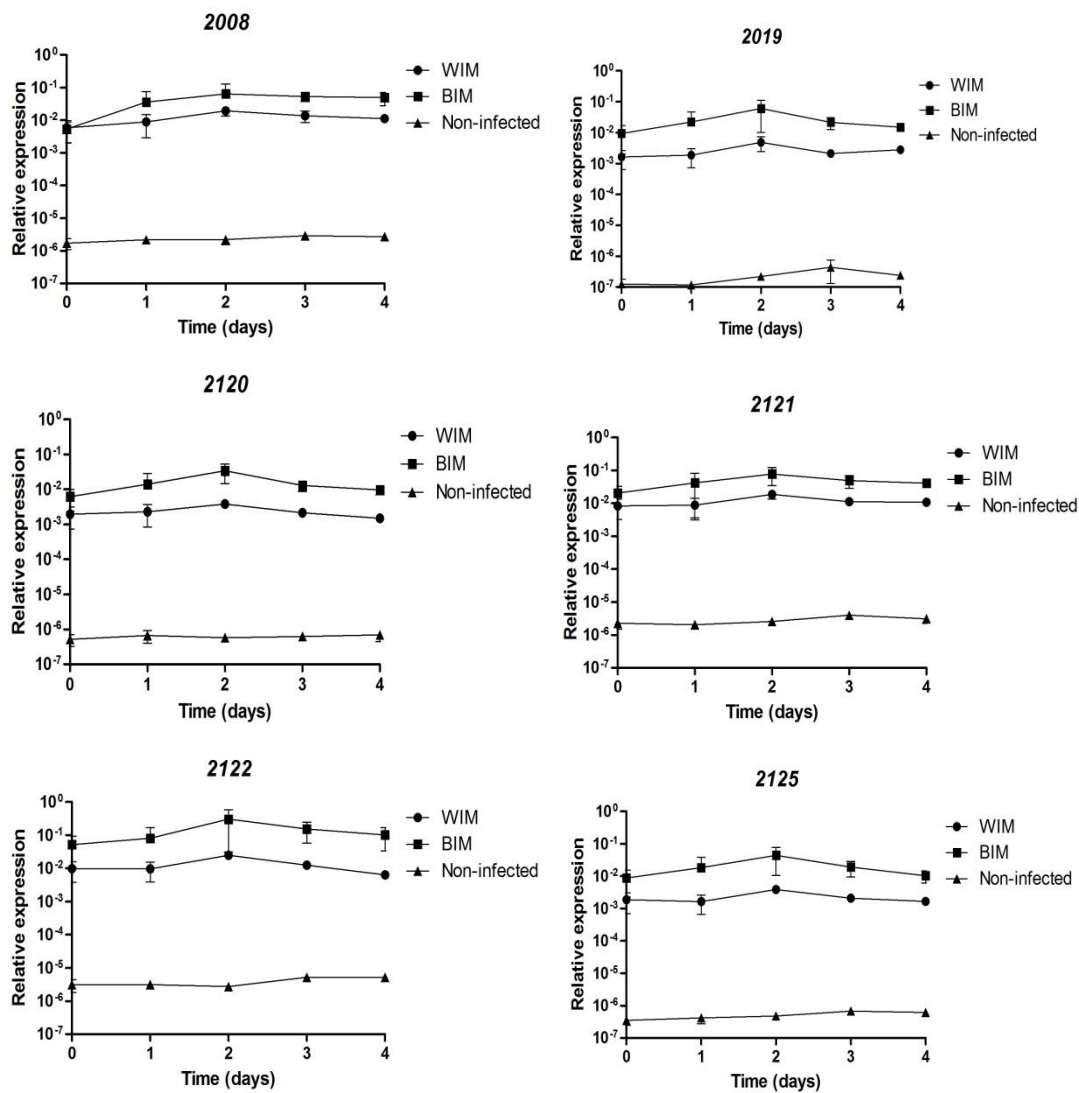 2008
10⁰
10⁻¹
10⁻²
10⁻³
10⁻⁴
10⁻⁵
10⁻⁶
10⁻⁷
Relative expression
0 1 2 3 4
Time (days)
WIM
BIM
Non-infected
2019
10⁰
10⁻¹
10⁻²
10⁻³
10⁻⁴
10⁻⁵
10⁻⁶
10⁻⁷
Relative expression
0 1 2 3 4
Time (days)
WIM
BIM
Non-infected
2120
10⁰
10⁻¹
10⁻²
10⁻³
10⁻⁴
10⁻⁵
10⁻⁶
10⁻⁷
Relative expression
0 1 2 3 4
Time (days)
WIM
BIM
Non-infected
2121
10⁰
10⁻¹
10⁻²
10⁻³
10⁻⁴
10⁻⁵
10⁻⁶
10⁻⁷
Relative expression
0 1 2 3 4
Time (days)
WIM
BIM
Non-infected
2122
10⁰
10⁻¹
10⁻²
10⁻³
10⁻⁴
10⁻⁵
10⁻⁶
10⁻⁷
Relative expression
0 1 2 3 4
Time (days)
WIM
BIM
Non-infected
2125
10⁰
10⁻¹
10⁻²
10⁻³
10⁻⁴
10⁻⁵
10⁻⁶
10⁻⁷
Relative expression
0 1 2 3 4
Time (days)
WIM
BIM
Non-infected